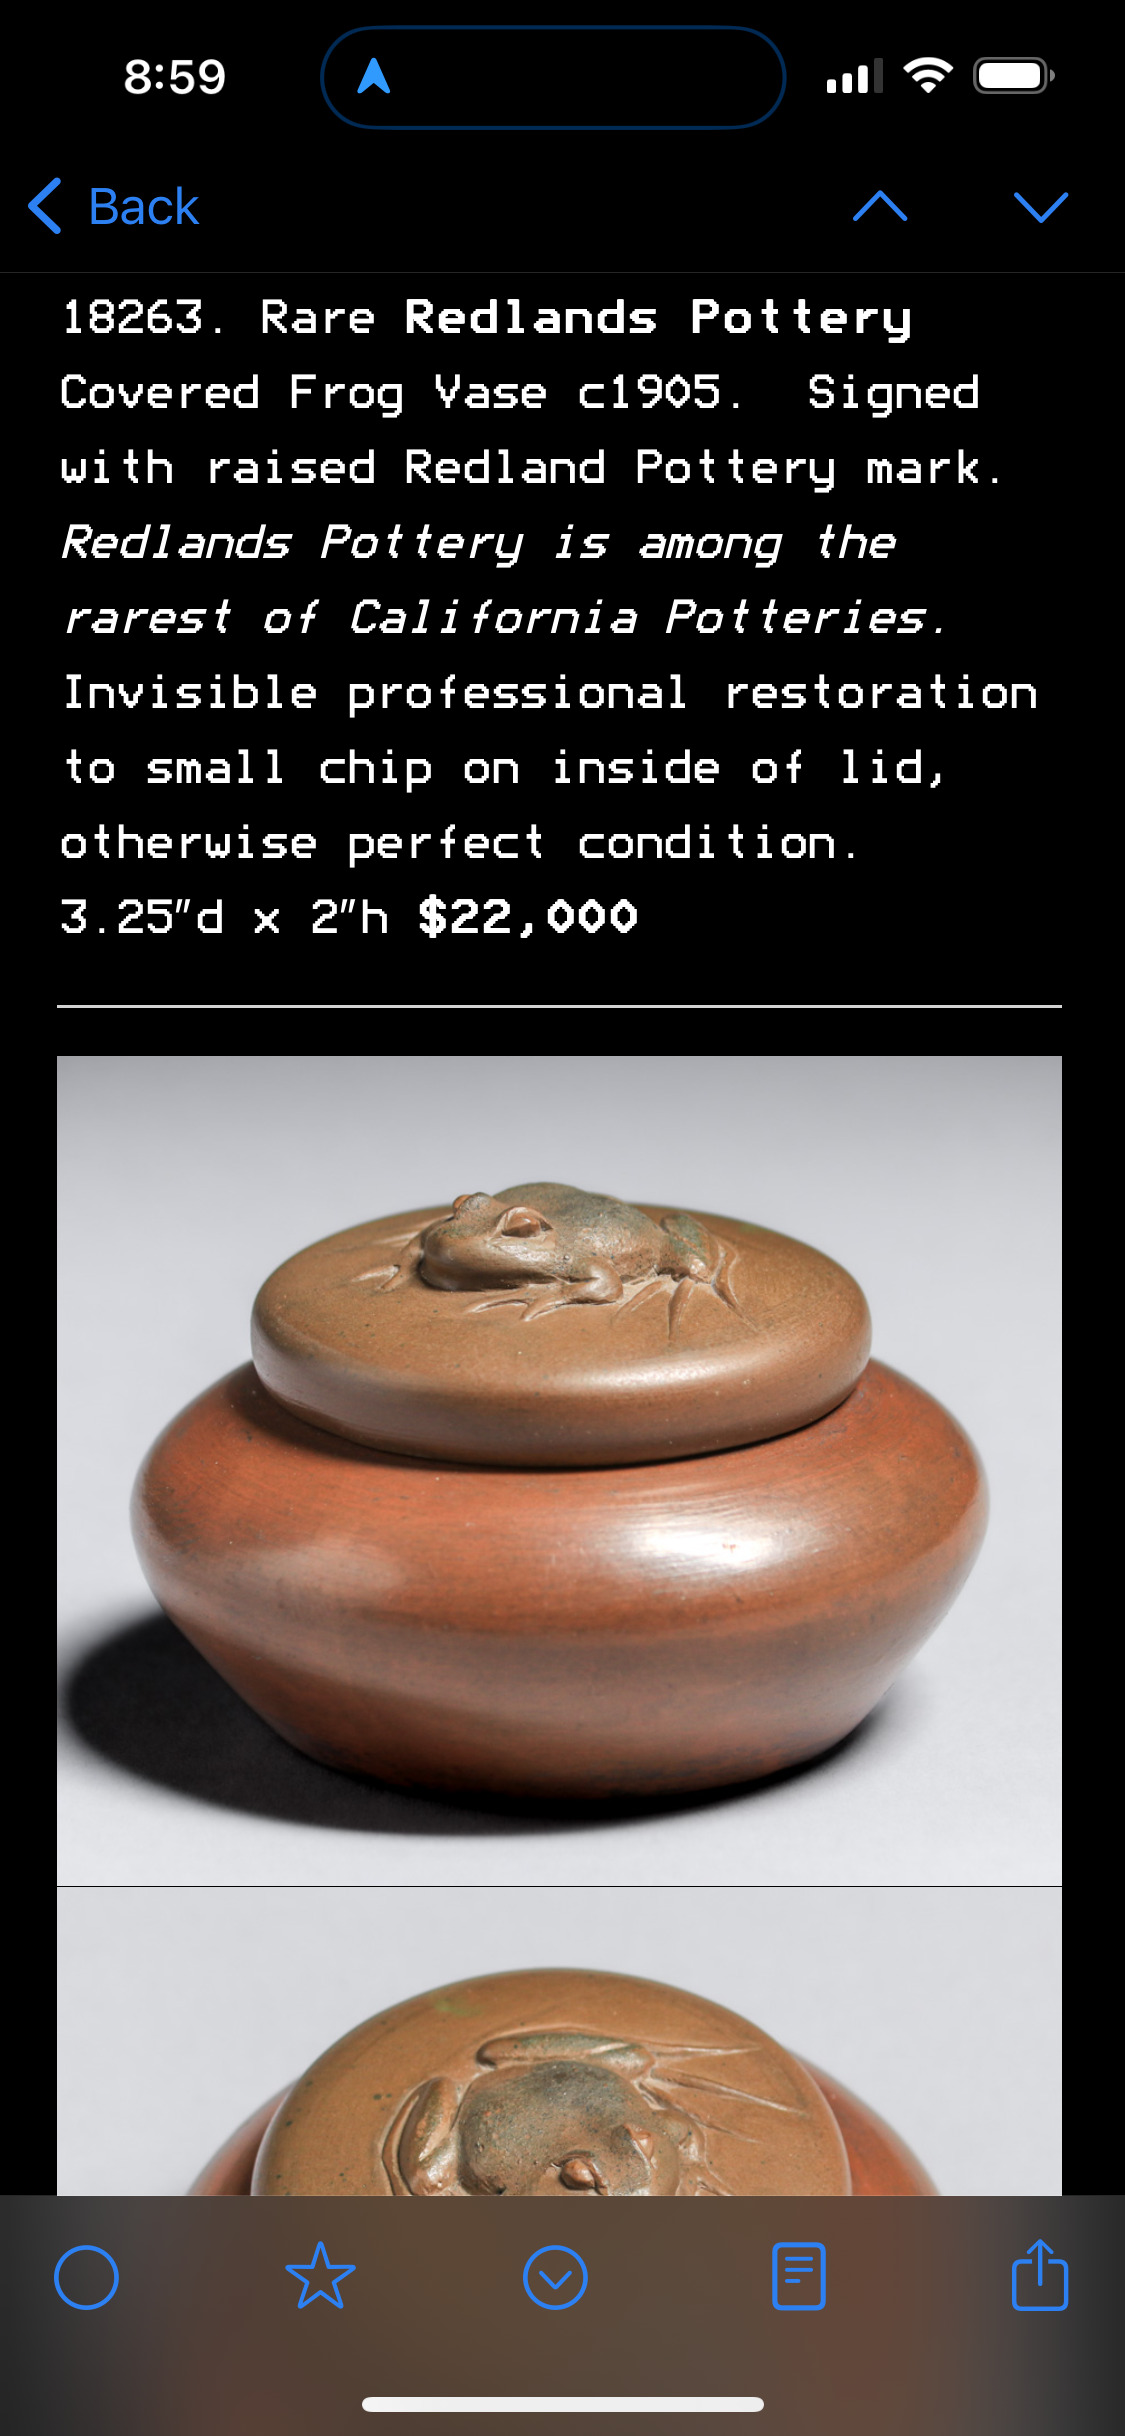 8:59
Back
18263. Rare Redlands Pottery
Covered Frog Vase c1905.  Signed
with raised Redland Pottery mark.
Redlands Pottery is among the
rarest of California Potteries.
Invisible professional restoration
to small chip on inside of lid,
otherwise perfect condition.
3.25"d x 2"h $22,000